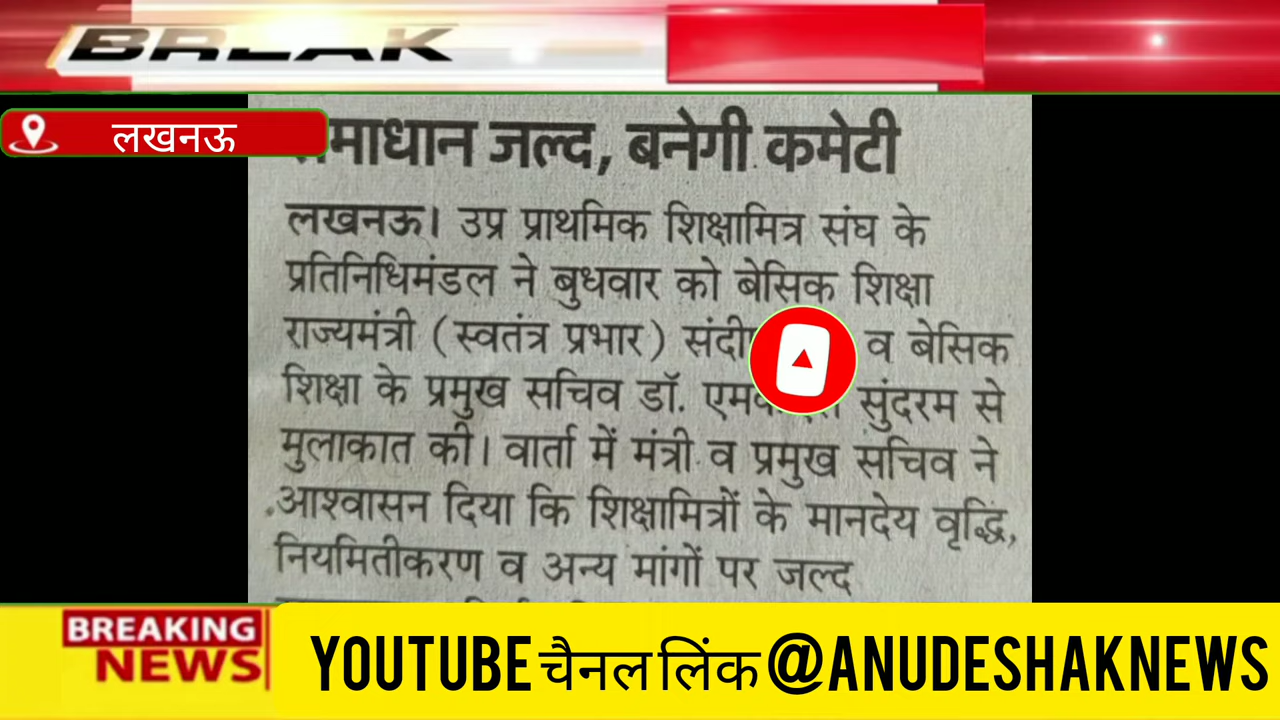 BREAK
लखनऊ
समाधान जल्द, बनेगी कमेटी
लखनऊ। उप्र प्राथमिक शिक्षामित्र संघ के
प्रतिनिधिमंडल ने बुधवार को बेसिक शिक्षा
राज्यमंत्री (स्वतंत्र प्रभार) व बेसिक
शिक्षा के प्रमुख सचिव डॉ. सुंदरम से
मुलाकात की। वार्ता में मंत्री व प्रमुख सचिव ने
आश्वासन दिया कि शिक्षामित्रों के मानदेय वृद्धि,
नियमितीकरण व अन्य मांगों पर जल्द
BREAKING
NEWS
YOUTUBE चैनल लिंक @ANUDESHAKNEWS